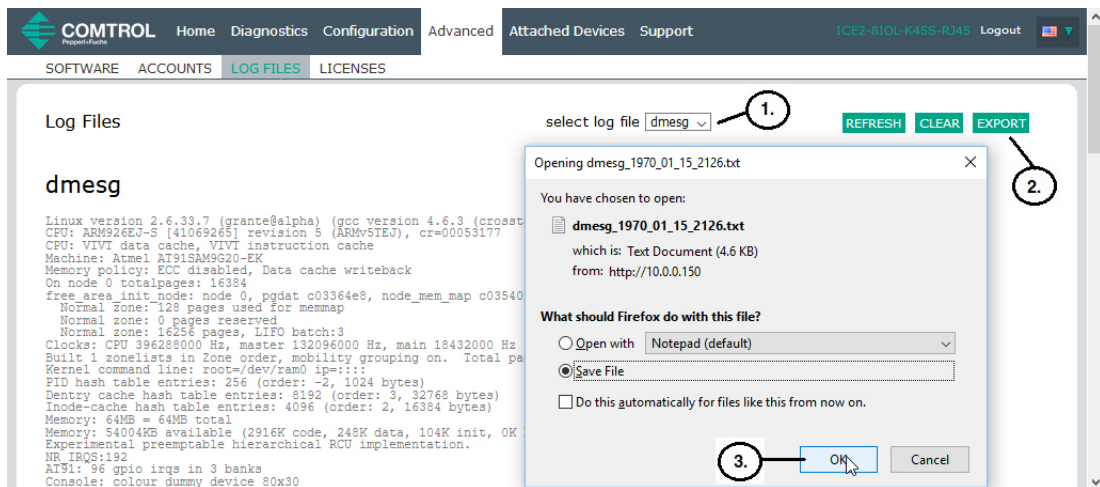 COMTROL Home Diagnostics Configuration Advanced Attached Devices Support ICE2-8IOL-K45S-RJ45 Logout
Pepperl+Fuchs
SOFTWARE ACCOUNTS LOG FILES LICENSES
Log Files
select log file dmesg
1.
REFRESH CLEAR EXPORT
2.
dmesg
Linux version 2.6.33.7 (grante@alpha) (gcc version 4.6.3 (crosst
CPU: ARM926EJ-S [41069265] revision 5 (ARMv5TEJ), cr=00053177
CPU: VIVT data cache, VIVT instruction cache
Machine: Atmel AT91SAM9G20-EK
Memory policy: ECC disabled, Data cache writeback
On node 0 totalpages: 16384
free_area_init_node: node 0, pgdat c03364e8, node_mem_map c03540
Normal zone: 128 pages used for memmap
Normal zone: 0 pages reserved
Normal zone: 16256 pages, LIFO batch:3
Clocks: CPU 396288000 Hz, master 132096000 Hz, main 18432000 Hz
Built 1 zonelists in Zone order, mobility grouping on. Total pa
Kernel command line: root=/dev/ram0 ip=::::
PID hash table entries: 256 (order: -2, 1024 bytes)
Dentry cache hash table entries: 8192 (order: 3, 32768 bytes)
Inode-cache hash table entries: 4096 (order: 2, 16384 bytes)
Memory: 64MB = 64MB total
Memory: 54004KB available (2916K code, 248K data, 104K init, 0K
Experimental preemptable hierarchical RCU implementation.
NR_IRQS:192
AT91: 96 gpio irqs in 3 banks
Console: colour dummy device 80x30
Opening dmesg_1970_01_15_2126.txt
You have chosen to open:
dmesg_1970_01_15_2126.txt
which is: Text Document (4.6 KB)
from: http://10.0.0.150
What should Firefox do with this file?
Open with Notepad (default)
Save File
Do this automatically for files like this from now on.
3.
OK Cancel